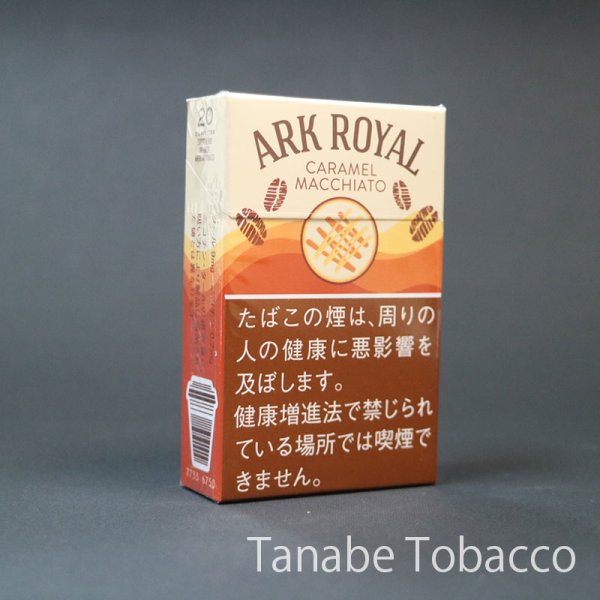 20
ARK ROYAL
CARAMEL
MACCHIATO
たばこの煙は、周りの
人の健康に悪影響を
及ぼします。
健康増進法で禁じられ
ている場所では喫煙で
きません。
7753 6750
Tanabe Tobacco